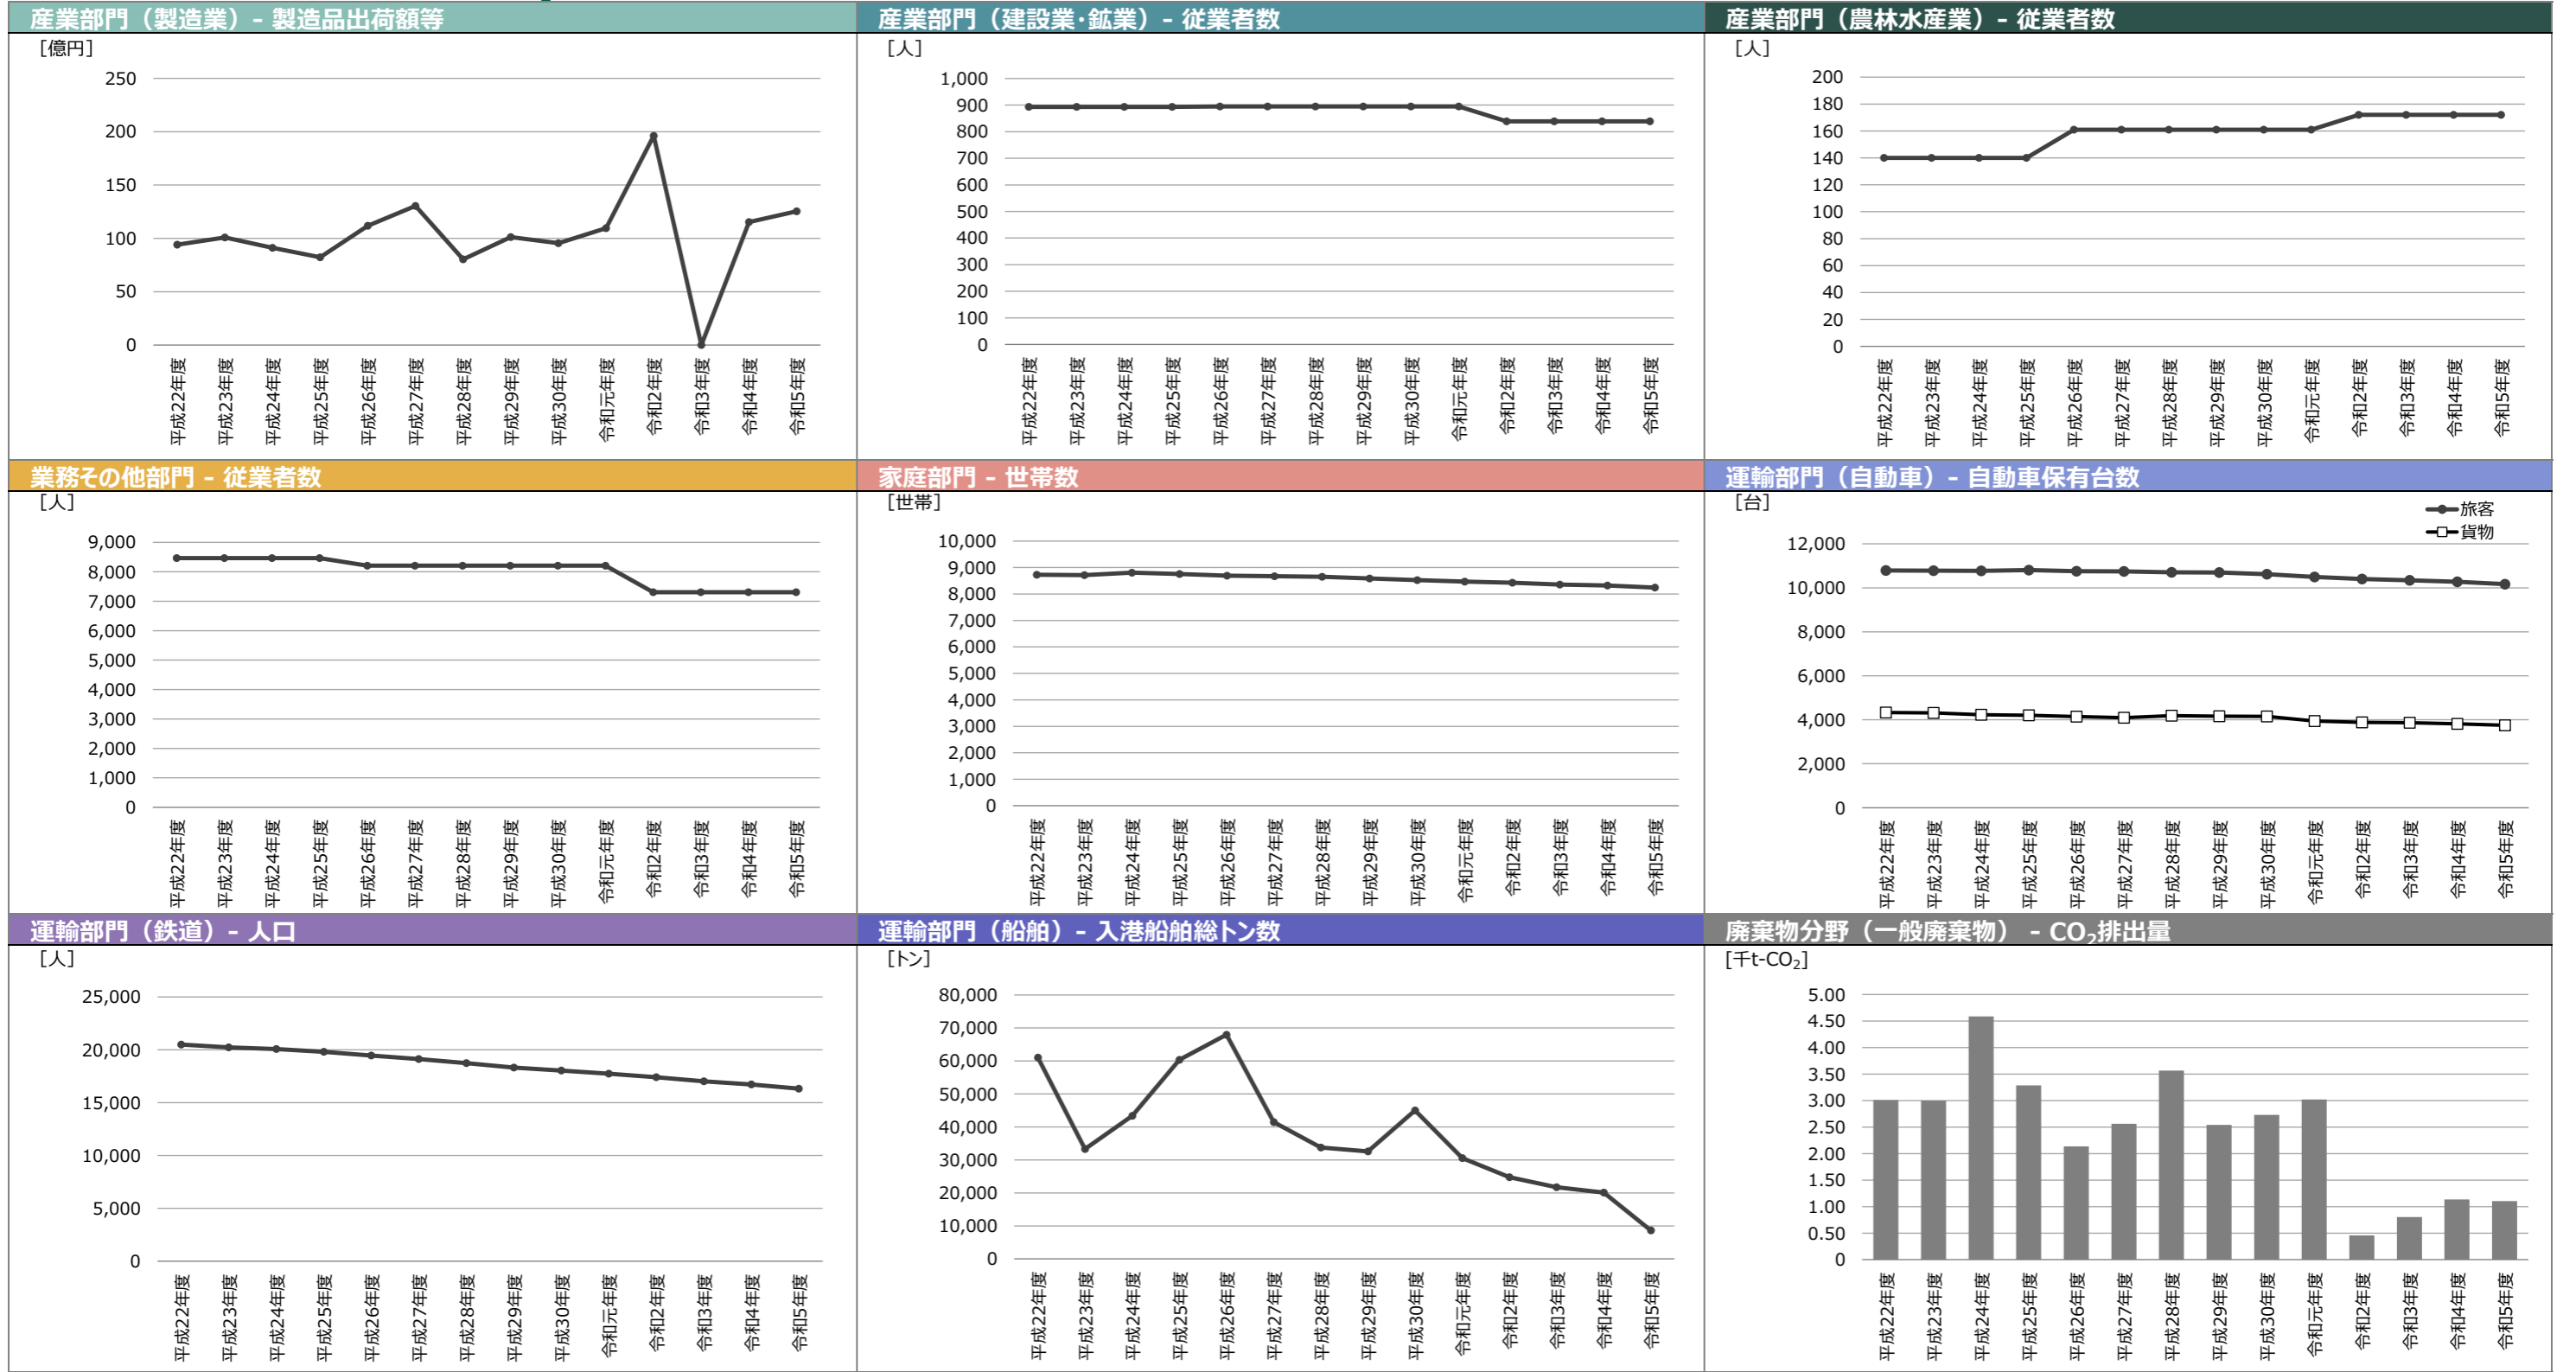 産業部門（製造業）- 製造品出荷額等
[億円]
250
200
150
100
50
0
平成22年度
平成23年度
平成24年度
平成25年度
平成26年度
平成27年度
平成28年度
平成29年度
平成30年度
令和元年度
令和2年度
令和3年度
令和4年度
令和5年度
産業部門（建設業・鉱業）- 従業者数
[人]
1,000
900
800
700
600
500
400
300
200
100
0
平成22年度
平成23年度
平成24年度
平成25年度
平成26年度
平成27年度
平成28年度
平成29年度
平成30年度
令和元年度
令和2年度
令和3年度
令和4年度
令和5年度
産業部門（農林水産業）- 従業者数
[人]
200
180
160
140
120
100
80
60
40
20
0
平成22年度
平成23年度
平成24年度
平成25年度
平成26年度
平成27年度
平成28年度
平成29年度
平成30年度
令和元年度
令和2年度
令和3年度
令和4年度
令和5年度
業務その他部門 - 従業者数
[人]
9,000
8,000
7,000
6,000
5,000
4,000
3,000
2,000
1,000
0
平成22年度
平成23年度
平成24年度
平成25年度
平成26年度
平成27年度
平成28年度
平成29年度
平成30年度
令和元年度
令和2年度
令和3年度
令和4年度
令和5年度
家庭部門 - 世帯数
[世帯]
10,000
9,000
8,000
7,000
6,000
5,000
4,000
3,000
2,000
1,000
0
平成22年度
平成23年度
平成24年度
平成25年度
平成26年度
平成27年度
平成28年度
平成29年度
平成30年度
令和元年度
令和2年度
令和3年度
令和4年度
令和5年度
運輸部門（自動車）- 自動車保有台数
[台]
旅客
貨物
12,000
10,000
8,000
6,000
4,000
2,000
0
平成22年度
平成23年度
平成24年度
平成25年度
平成26年度
平成27年度
平成28年度
平成29年度
平成30年度
令和元年度
令和2年度
令和3年度
令和4年度
令和5年度
運輸部門（鉄道）- 人口
[人]
25,000
20,000
15,000
10,000
5,000
0
平成22年度
平成23年度
平成24年度
平成25年度
平成26年度
平成27年度
平成28年度
平成29年度
平成30年度
令和元年度
令和2年度
令和3年度
令和4年度
令和5年度
運輸部門（船舶）- 入港船舶総トン数
[トン]
80,000
70,000
60,000
50,000
40,000
30,000
20,000
10,000
0
平成22年度
平成23年度
平成24年度
平成25年度
平成26年度
平成27年度
平成28年度
平成29年度
平成30年度
令和元年度
令和2年度
令和3年度
令和4年度
令和5年度
廃棄物分野（一般廃棄物） - CO₂排出量
[千t-CO₂]
5.00
4.50
4.00
3.50
3.00
2.50
2.00
1.50
1.00
0.50
0
平成22年度
平成23年度
平成24年度
平成25年度
平成26年度
平成27年度
平成28年度
平成29年度
平成30年度
令和元年度
令和2年度
令和3年度
令和4年度
令和5年度